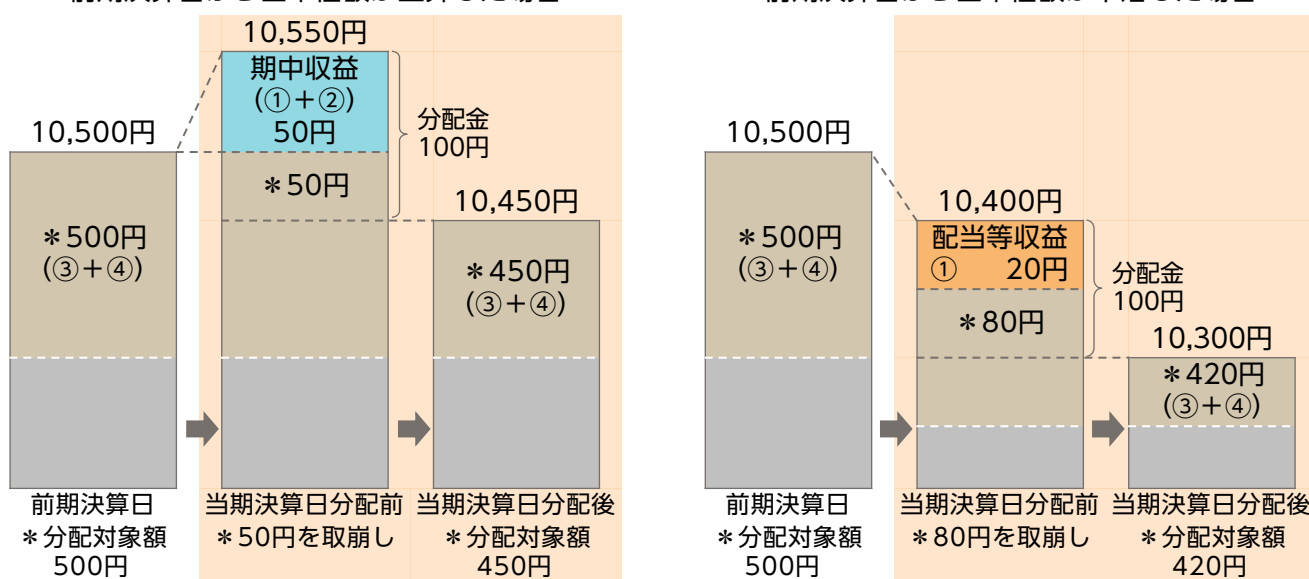 10,500円
*500円
(③+④)
10,550円
期中収益
(①+②)
50円
*50円
分配金
100円
10,450円
*450円
(③+④)
前期決算日
*分配対象額
500円
当期決算日分配前
*50円を取崩し
当期決算日分配後
*分配対象額
450円
10,500円
*500円
(③+④)
10,400円
配当等収益
① 20円
*80円
分配金
100円
10,300円
*420円
(③+④)
前期決算日
*分配対象額
500円
当期決算日分配前
*80円を取崩し
当期決算日分配後
*分配対象額
420円